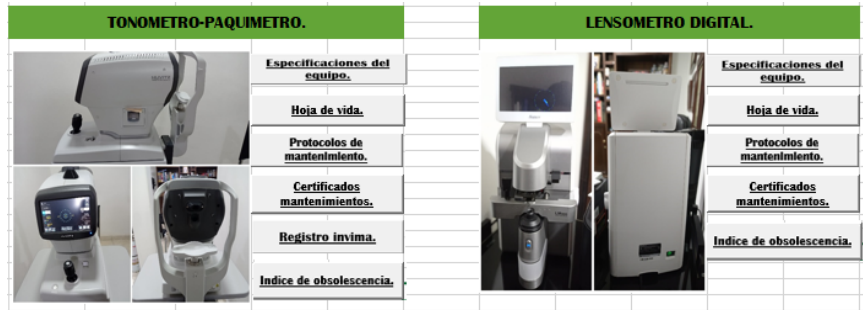 TONOMETRO-PAQUIMETRO.
Especificaciones del
equipo.
Hoja de vida.
Protocolos de
mantenimiento.
Certificados
mantenimientos.
Registro invima.
Indice de obsolescencia.
LENSOMETRO DIGITAL.
Especificaciones del
equipo.
Hoja de vida.
Protocolos de
mantenimiento.
Certificados
mantenimientos.
Indice de obsolescencia.